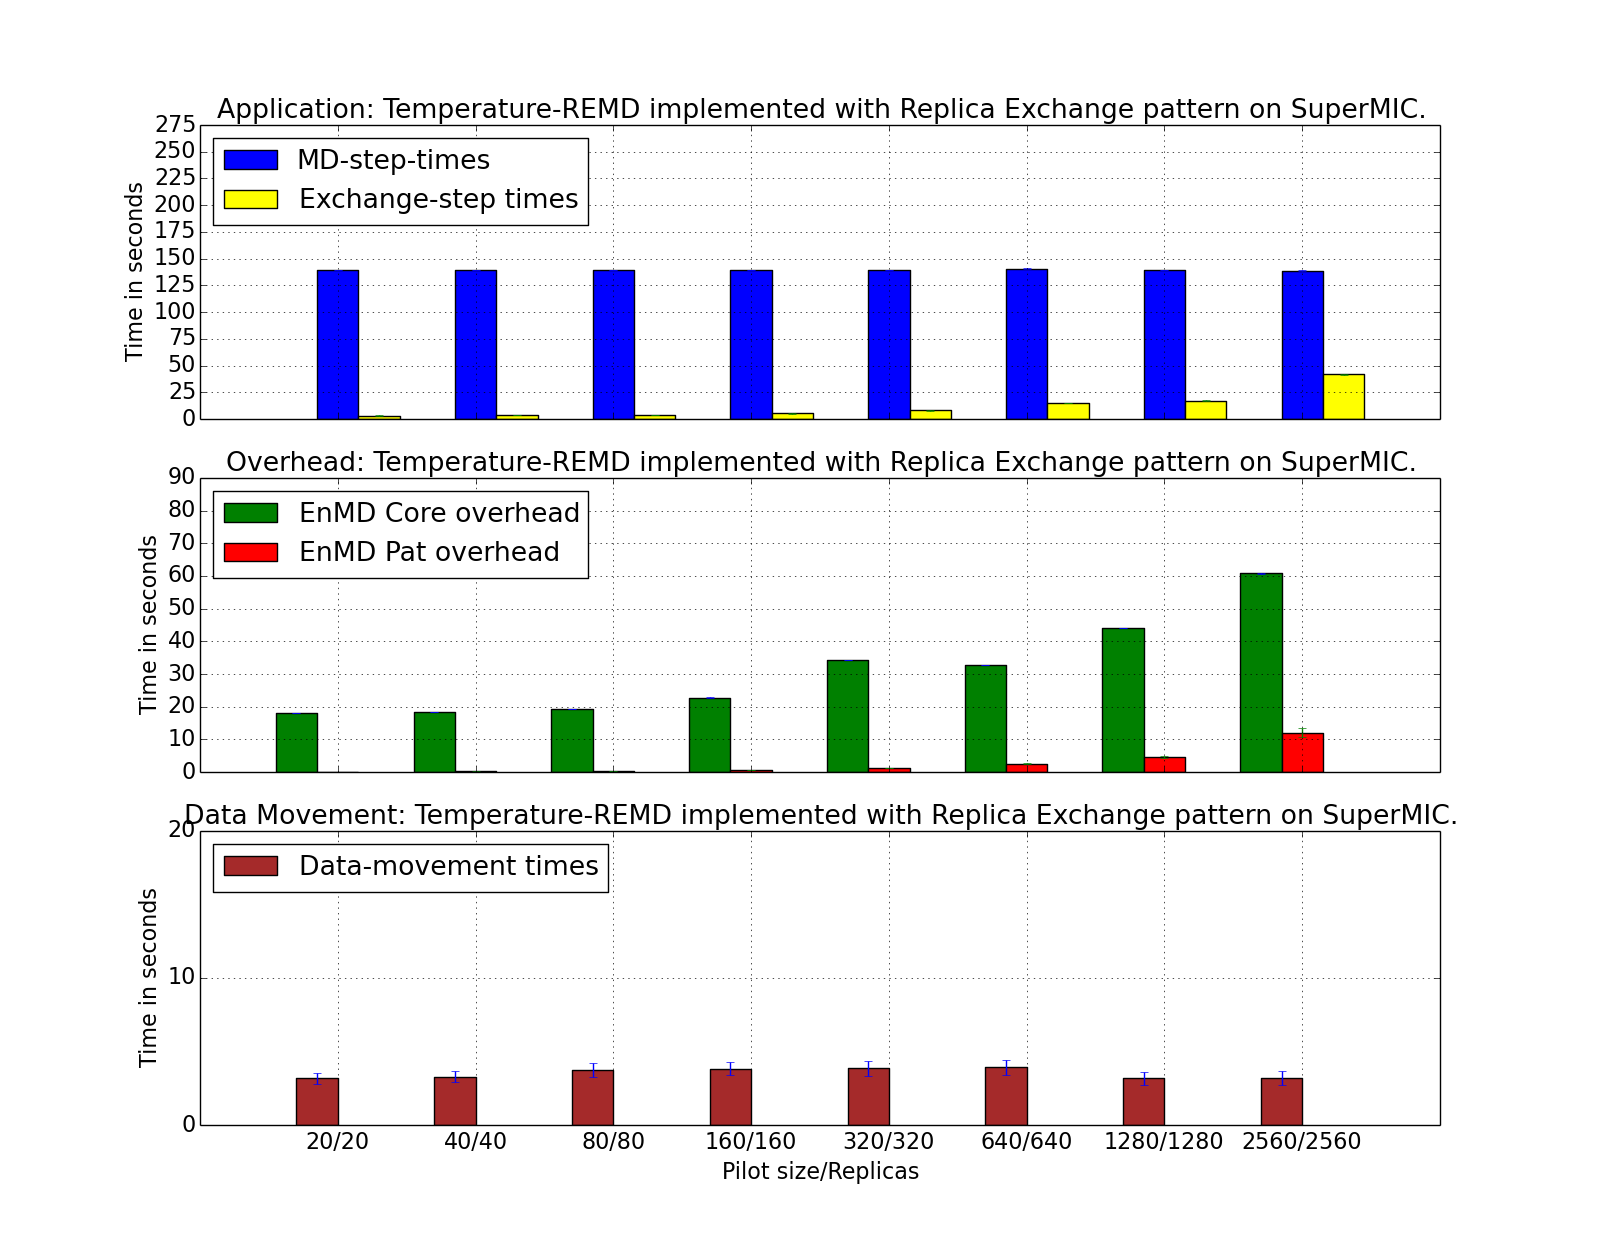 Application: Temperature-REMD implemented with Replica Exchange pattern on SuperMIC.
275
250
225
200
175
150
125
100
75
50
25
0
Time in seconds
MD-step-times
Exchange-step times
Overhead: Temperature-REMD implemented with Replica Exchange pattern on SuperMIC.
90
80
70
60
50
40
30
20
10
0
Time in seconds
EnMD Core overhead
EnMD Pat overhead
Data Movement: Temperature-REMD implemented with Replica Exchange pattern on SuperMIC.
20
10
0
Time in seconds
Data-movement times
20/20 40/40 80/80 160/160 320/320 640/640 1280/1280 2560/2560
Pilot size/Replicas